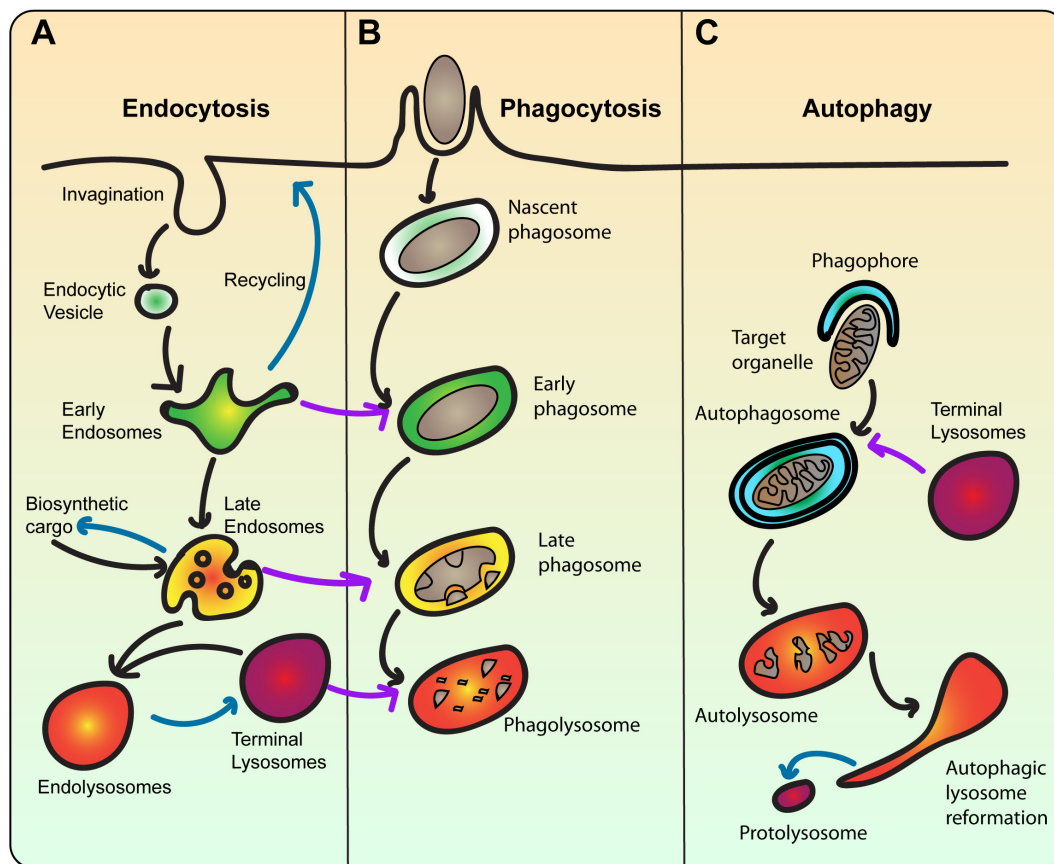 A
Endocytosis
Invagination
Endocytic
Vesicle
Recycling
Early
Endosomes
Biosynthetic
cargo
Late
Endosomes
Terminal
Lysosomes
Endolysosomes
B
Phagocytosis
Nascent
phagosome
Early
phagosome
Late
phagosome
Phagolysosome
C
Autophagy
Phagophore
Target
organelle
Autophagosome
Terminal
Lysosomes
Autolysosome
Autophagic
lysosome
reformation
Protolysosome